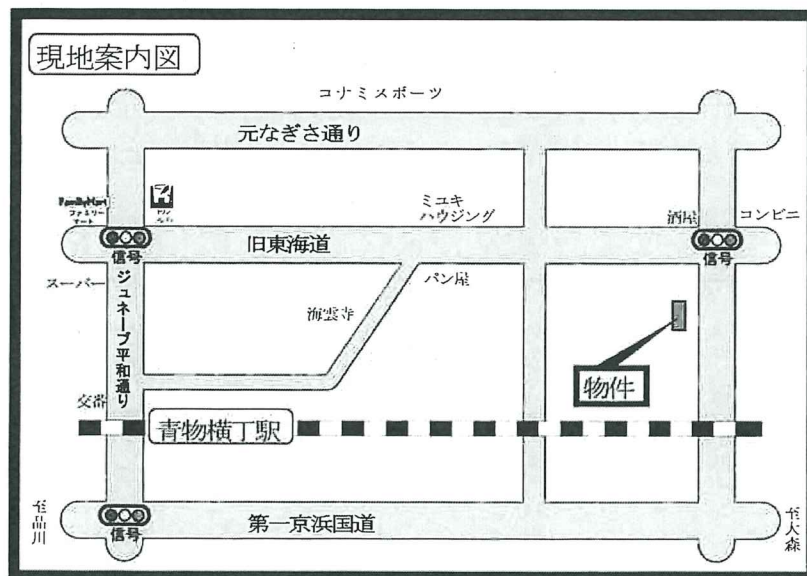 現地案内図
コナミスポーツ
元なぎさ通り
FamilyMart
ファミリー
マート
ミユキ
ハウジング
酒屋
コンビニ
信号
旧東海道
信号
スーパー
ジュネーブ平和通り
パン屋
海雲寺
物件
交番
青物横丁駅
至品川
信号
第一京浜国道
至大森